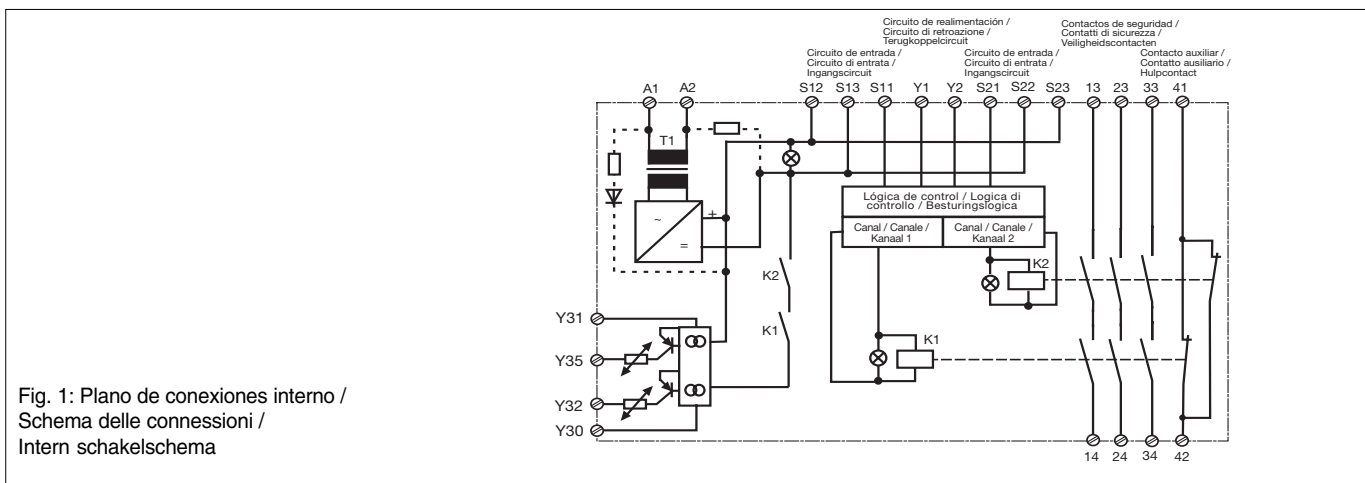 Circuito de realimentación /
Circuito di retroazione /
Terugkoppelcircuit
Contactos de seguridad /
Contatti di sicurezza /
Veiligheidscontacten
Circuito de entrada /
Circuito di entrata /
Ingangscircuit
Circuito de entrada /
Circuito di entrata /
Ingangscircuit
Contacto auxiliar /
Contatto ausiliario /
Hulpcontact
A1 A2 S12 S13 S11 Y1 Y2 S21 S22 S23 13 23 33 41
T1
+
~
=
Lógica de control / Logica di
controllo / Besturingslogica
Canal / Canale /
Kanaal 1
Canal / Canale /
Kanaal 2
K2
K2
K1
K1
Y31
Y35
Y32
Y30
14 24 34 42
Fig. 1: Plano de conexiones interno /
Schema delle connessioni /
Intern schakelschema